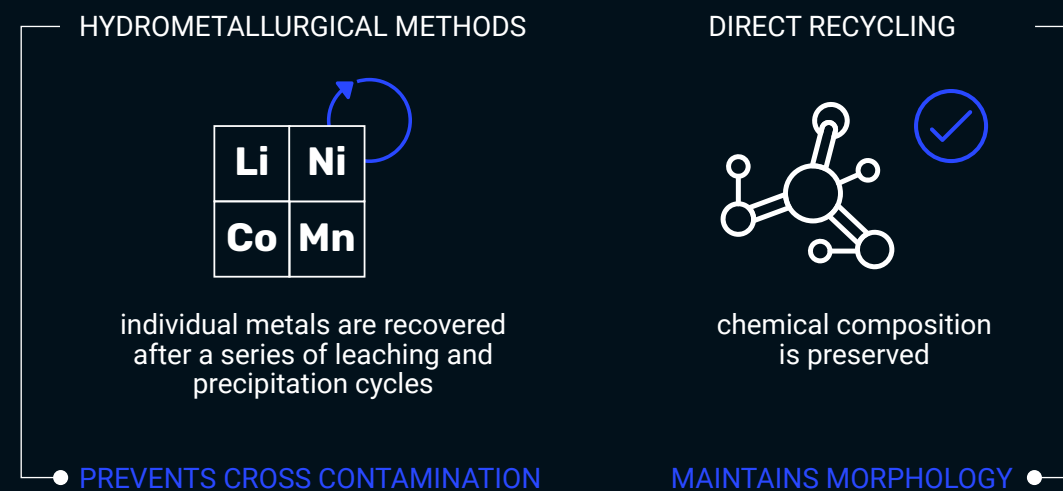 HYDROMETALLURGICAL METHODS
Li Ni
Co Mn
individual metals are recovered
after a series of leaching and
precipitation cycles
PREVENTS CROSS CONTAMINATION
DIRECT RECYCLING
chemical composition
is preserved
MAINTAINS MORPHOLOGY